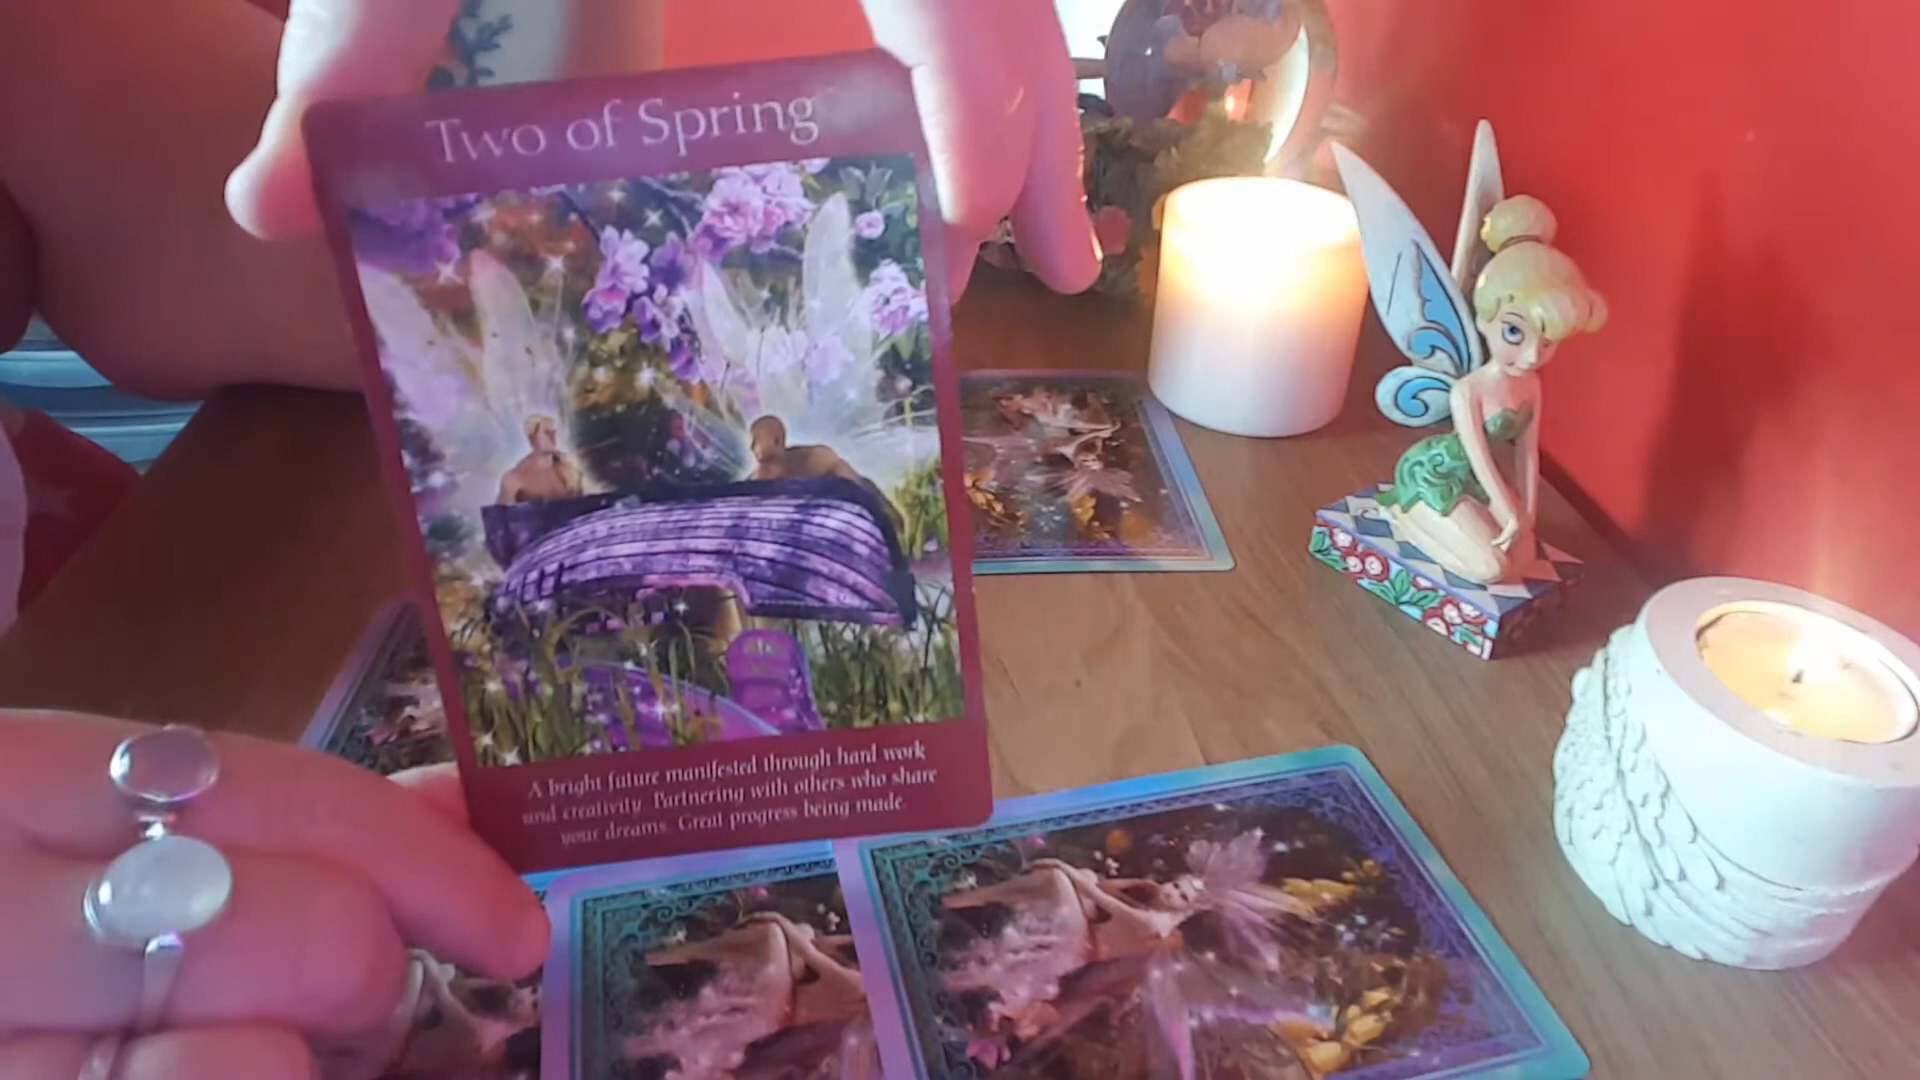 Two of Spring
A bright future manifested through hard work
and creativity. Partnering with others who share
your dreams. Great progress being made.